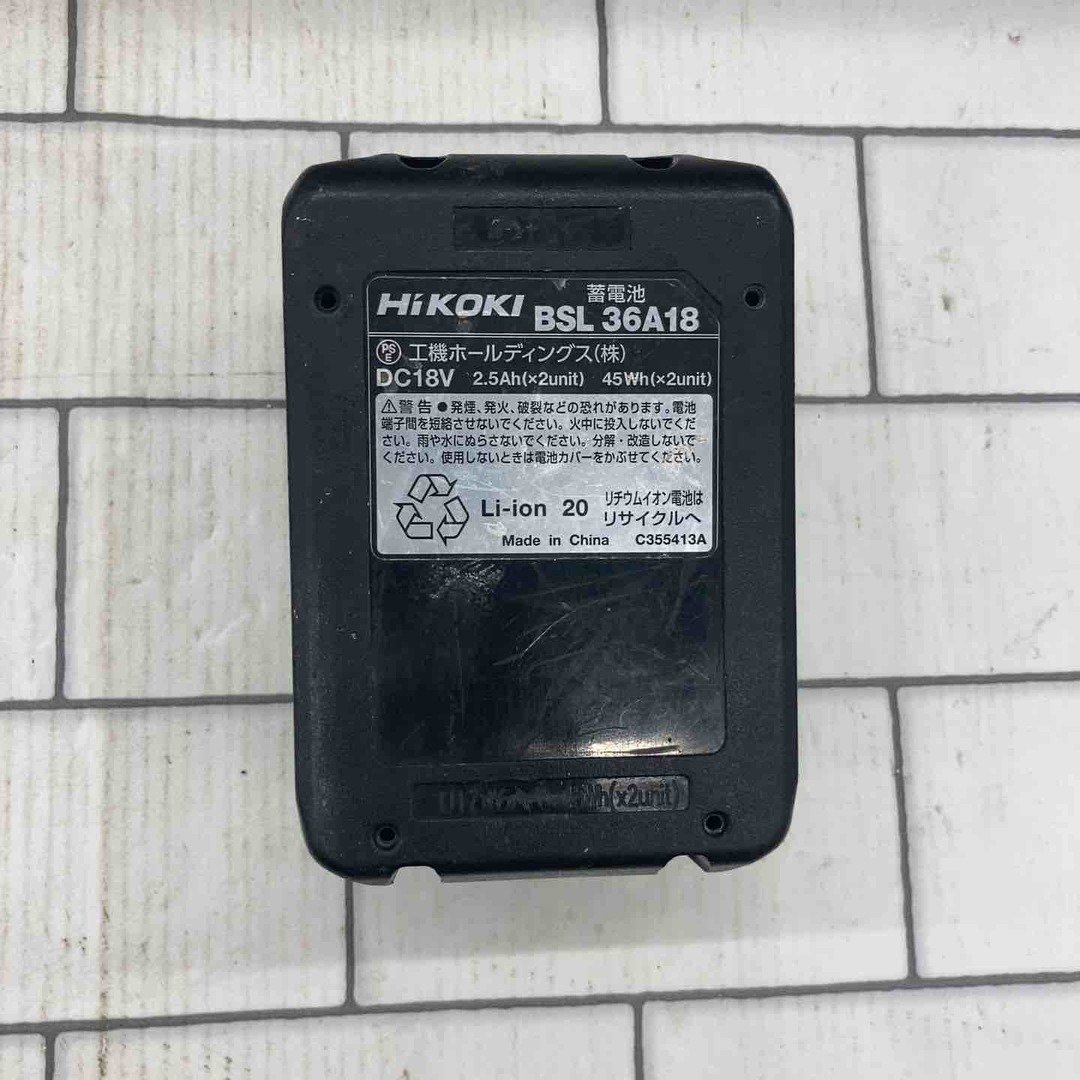 蓄電池
HiKOKI BSL 36A18
PS E 工機ホールディングス(株)
DC18V 2.5Ah(×2unit) 45Wh(×2unit)
⚠警告 ●発煙、発火、破裂などの恐れがあります。電池
端子間を短絡させないでください。火中に投入しないでくだ
さい。雨や水にぬらさないでください。分解・改造しないで
ください。使用しないときは電池カバーをかぶせてください。
Li-ion 20 リチウムイオン電池は
リサイクルへ
Made in China C355413A
(x2unit)